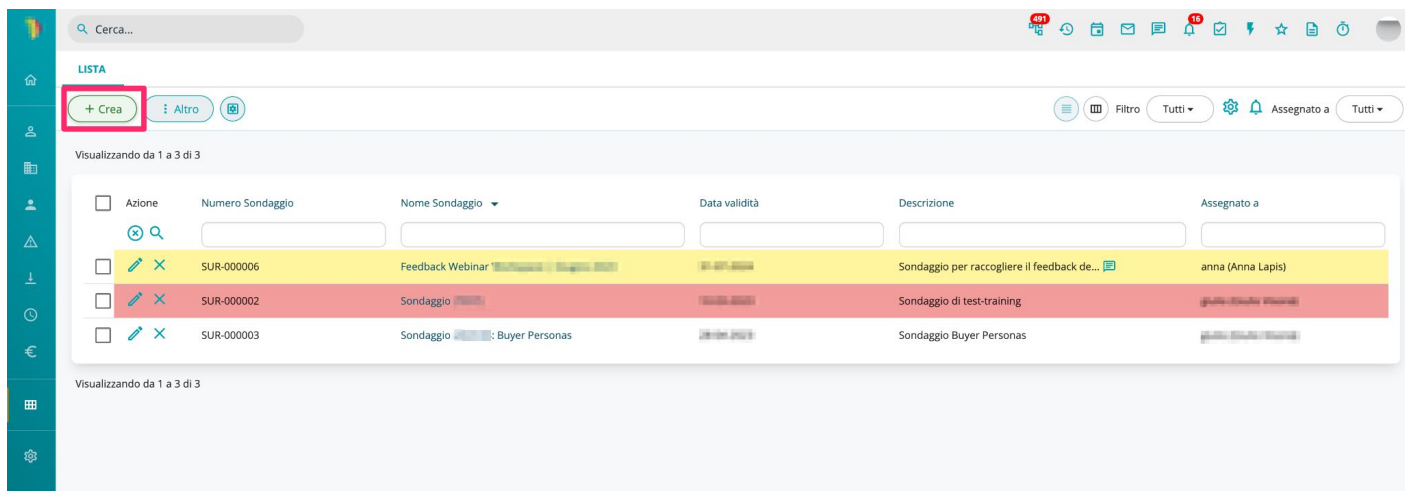 Cerca...
491
16
LISTA
+ Crea
Altro
Filtro
Tutti
Assegnato a
Tutti
Visualizzando da 1 a 3 di 3
Azione Numero Sondaggio Nome Sondaggio Data validità Descrizione Assegnato a
SUR-000006 Feedback Webinar Sondaggio per raccogliere il feedback de... anna (Anna Lapis)
SUR-000002 Sondaggio Sondaggio di test-training
SUR-000003 Sondaggio : Buyer Personas Sondaggio Buyer Personas
Visualizzando da 1 a 3 di 3